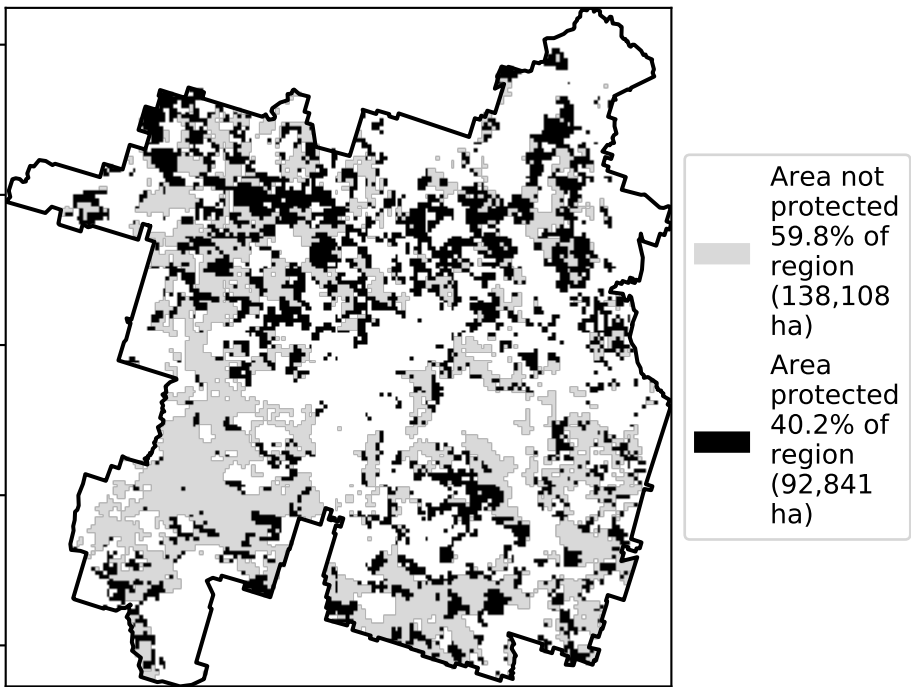 Area not
protected
59.8% of
region
(138,108
ha)
Area
protected
40.2% of
region
(92,841
ha)